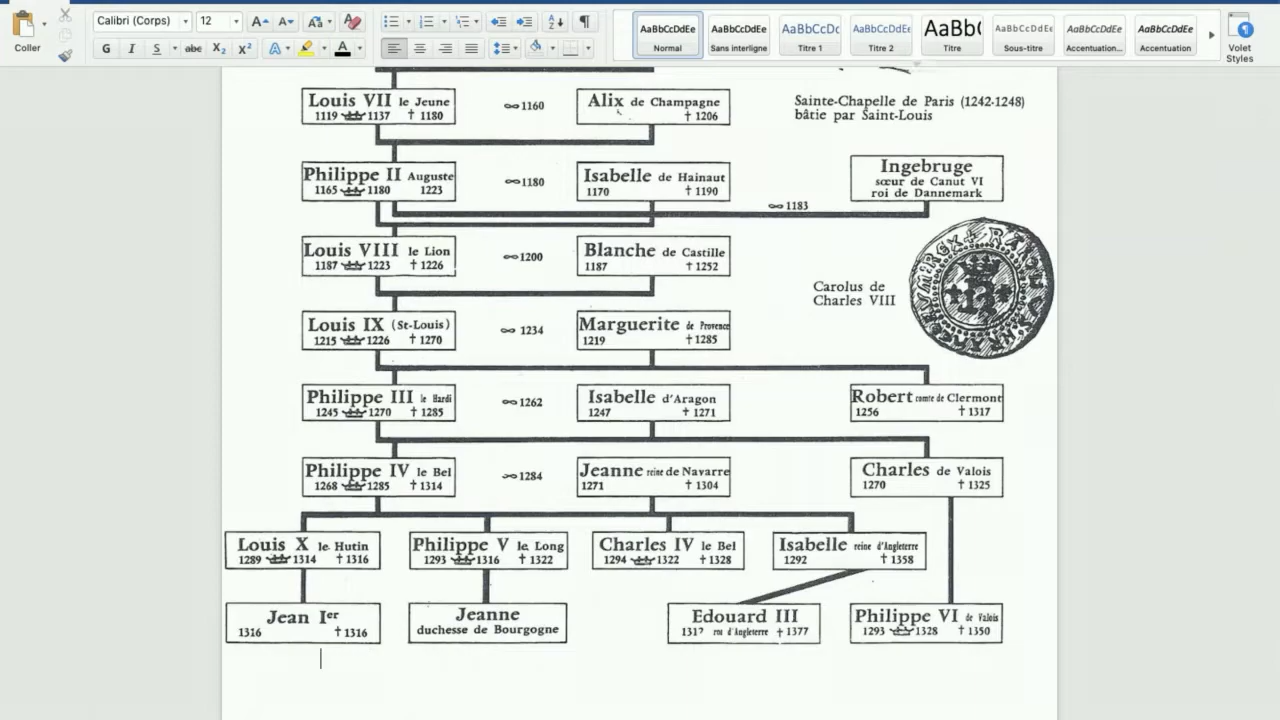 Calibri (Corps)
12
Coller
AaBbCcDdEe
Normal
AaBbCcDdEe
Sans interligne
AaBbCcDc
Titre 1
AaBbCcDdEe
Titre 2
AaBb(
Titre
AaBbCcDdEe
Sous-titre
AaBbCcDdEe
Accentuation...
AaBbCcDdEe
Accentuation
Volet
Styles
Louis VII le Jeune
1119 1137 † 1180
∞1160
Alix de Champagne
† 1206
Sainte-Chapelle de Paris (1242-1248)
bâtie par Saint-Louis
Philippe II Auguste
1165 1180 1223
∞1180
Isabelle de Hainaut
1170 † 1190
Ingebruge
sœur de Canut VI
roi de Dannemark
∞1183
Louis VIII le Lion
1187 1223 † 1226
∞1200
Blanche de Castille
1187 † 1252
Carolus de
Charles VIII
Louis IX (St-Louis)
1215 1226 † 1270
∞ 1234
Marguerite de Provence
1219 † 1285
Philippe III le Hardi
1245 1270 † 1285
∞1262
Isabelle d'Aragon
1247 † 1271
Robert comte de Clermont
1256 † 1317
Philippe IV le Bel
1268 1285 † 1314
∞1284
Jeanne reine de Navarre
1271 † 1304
Charles de Valois
1270 † 1325
Louis X le Hutin
1289 1314 † 1316
Philippe V le Long
1293 1316 † 1322
Charles IV le Bel
1294 1322 † 1328
Isabelle reine d'Angleterre
1292 † 1358
Jean Ier
1316 † 1316
Jeanne
duchesse de Bourgogne
Edouard III
roi d'Angleterre † 1377
Philippe VI de Valois
1293 1328 † 1350